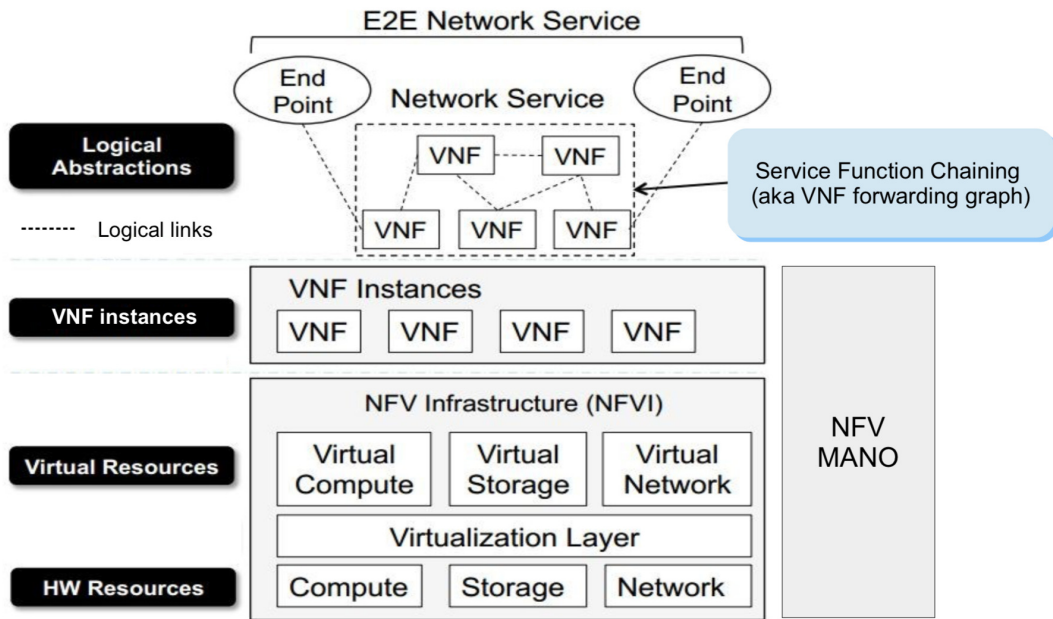 E2E Network Service
End
Point
End
Point
Network Service
Logical
Abstractions
VNF
VNF
Service Function Chaining
(aka VNF forwarding graph)
VNF
VNF
VNF
Logical links
VNF Instances
VNF instances
VNF
VNF
VNF
VNF
NFV Infrastructure (NFVI)
NFV
MANO
Virtual Resources
Virtual
Compute
Virtual
Storage
Virtual
Network
Virtualization Layer
HW Resources
Compute
Storage
Network